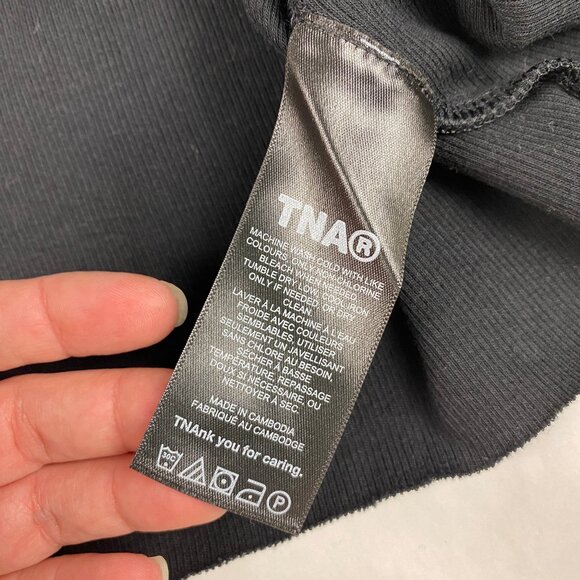 TNA®
MACHINE WASH COLD WITH LIKE
COLOURS. ONLY NON-CHLORINE
BLEACH WHEN NEEDED.
TUMBLE DRY LOW. COOL IRON
ONLY IF NEEDED. OR DRY
CLEAN.
LAVER À LA MACHINE À L'EAU
FROIDE AVEC COULEURS
SEMBLABLES. UTILISER
SEULEMENT UN JAVELLISANT
SANS CHLORE AU BESOIN.
SÉCHER À BASSE
TEMPÉRATURE. REPASSAGE
DOUX SI NÉCESSAIRE, OU
NETTOYER À SEC.
MADE IN CAMBODIA
FABRIQUÉ AU CAMBODGE
TNAnk you for caring.
30C P